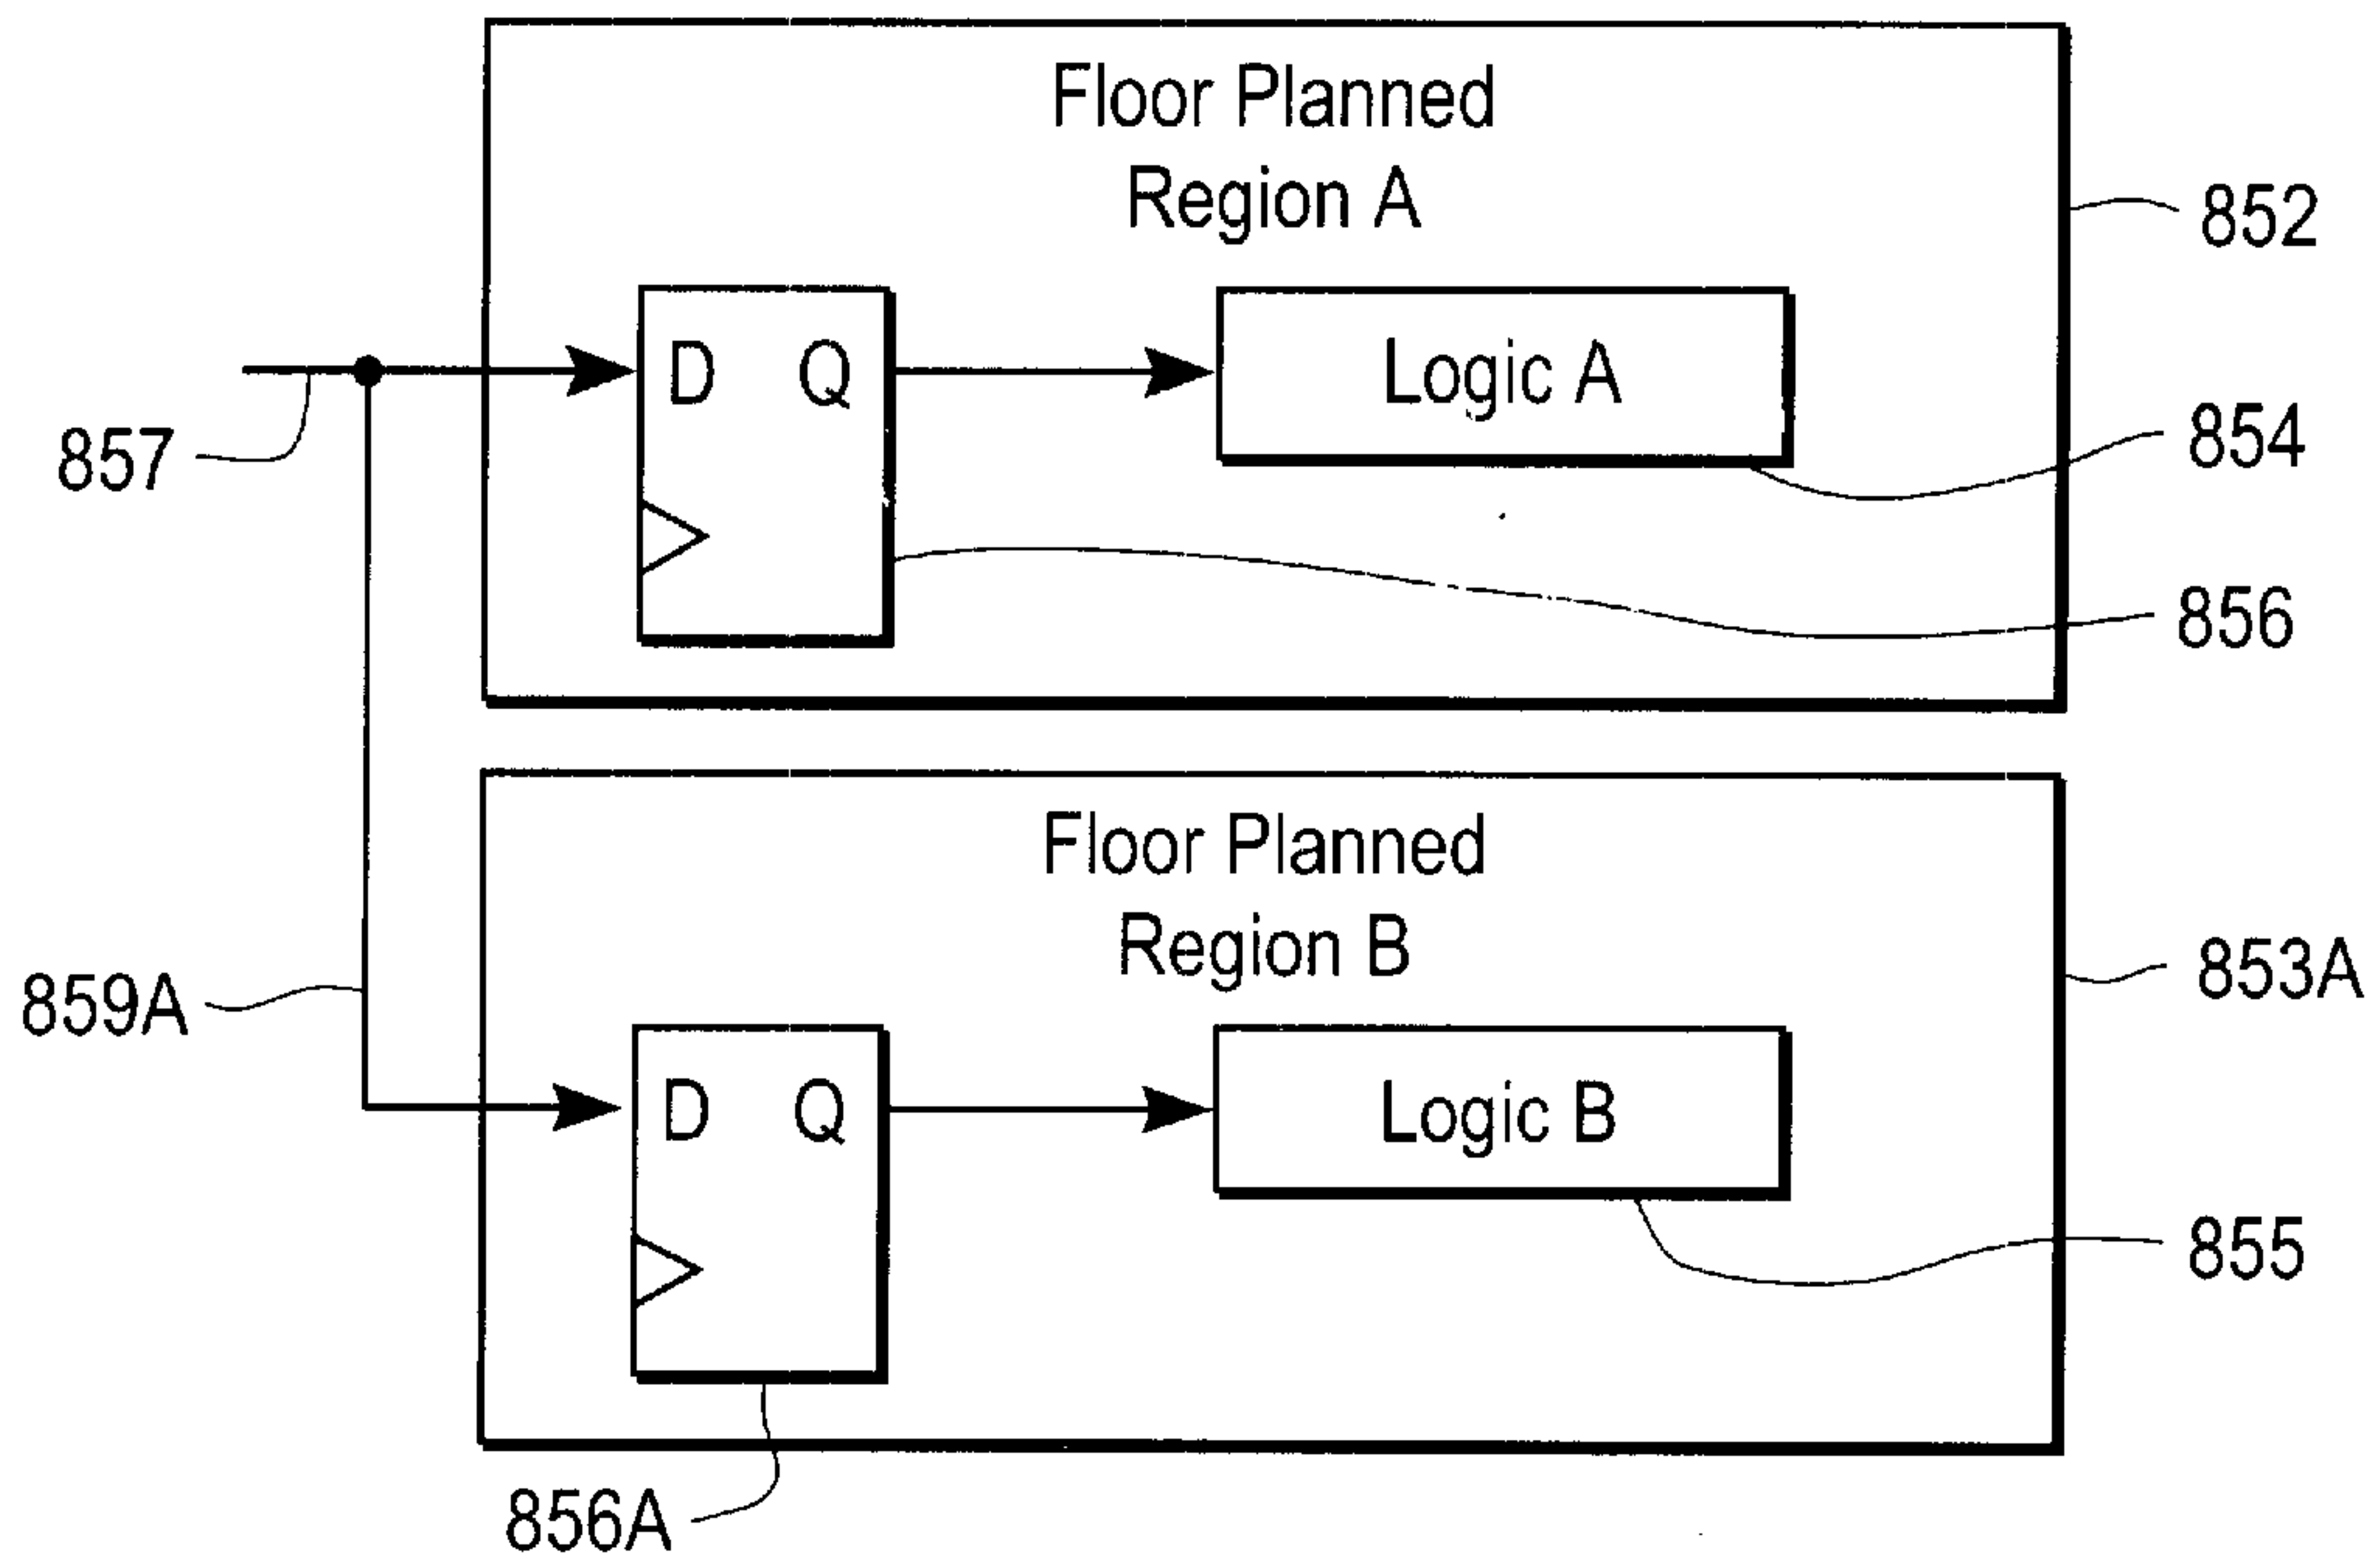 Floor Planned
Region A
852
D Q
Logic A
857
854
856
Floor Planned
Region B
859A
853A
D Q
Logic B
855
856A